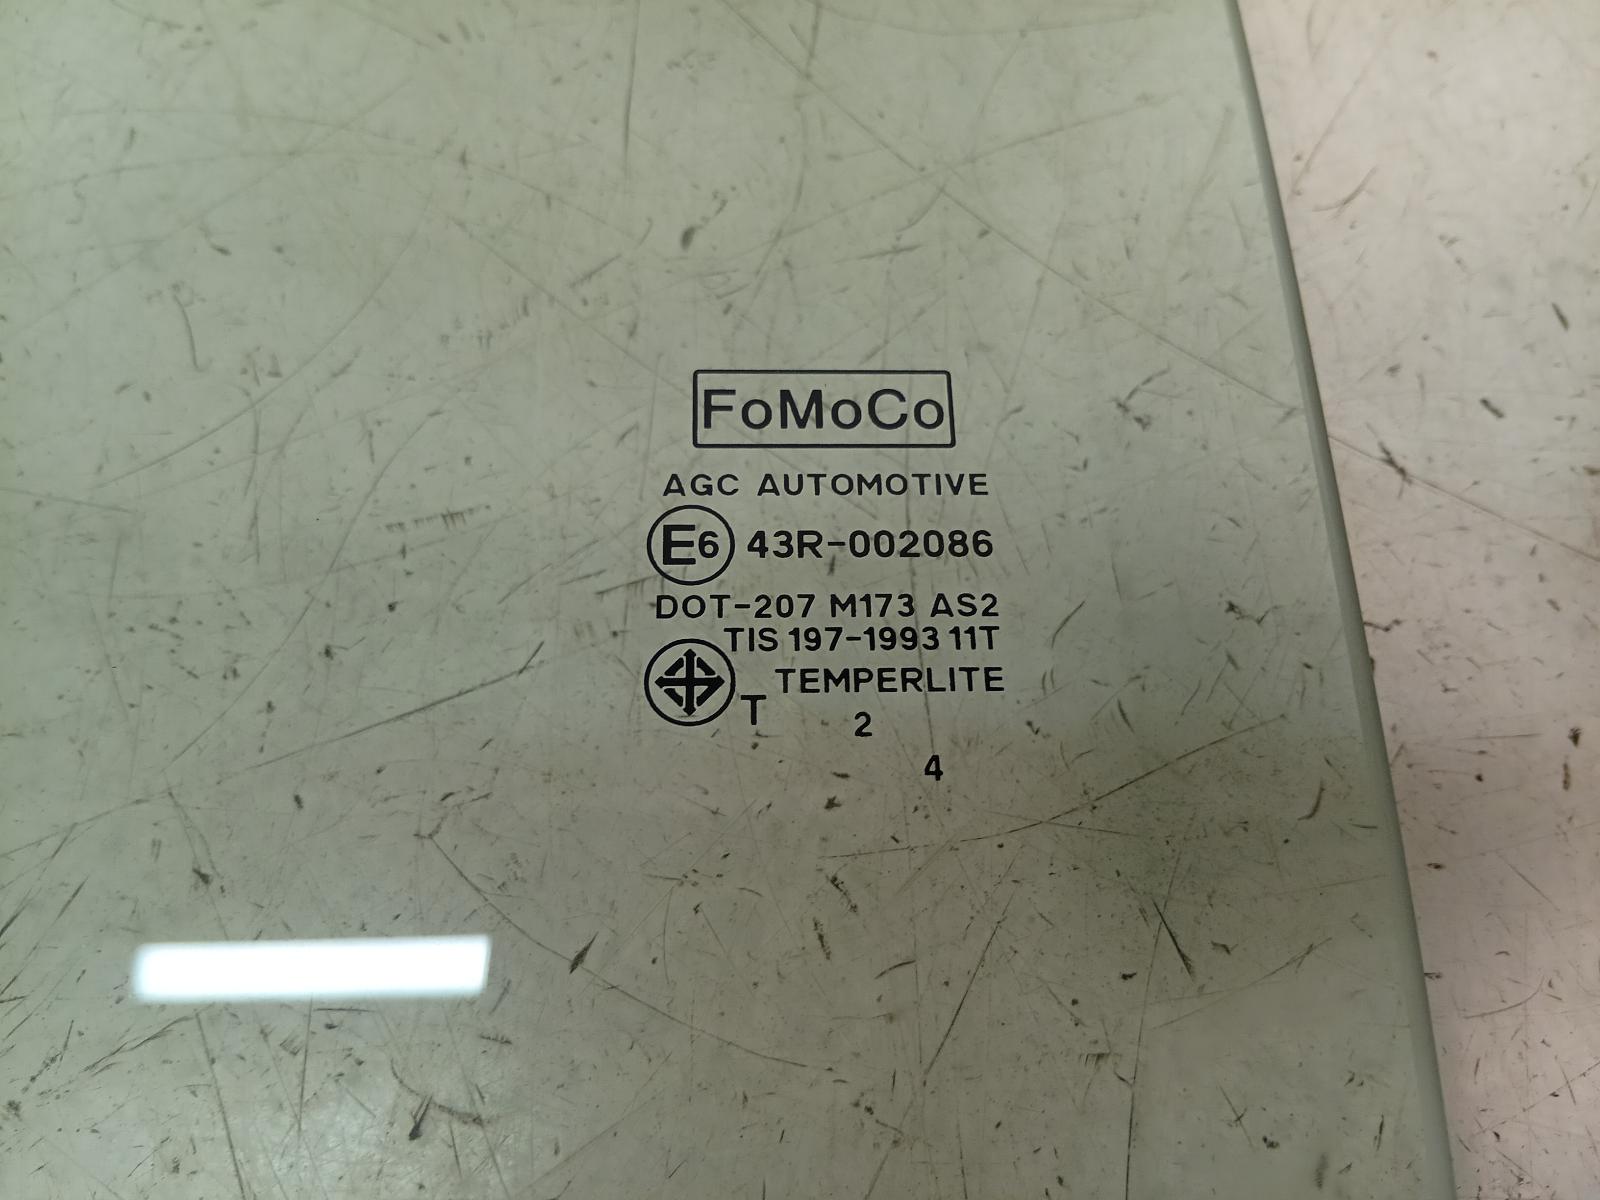 FoMoCo
AGC AUTOMOTIVE
E6 43R-002086
DOT-207 M173 AS2
TIS 197-1993 11T
TEMPERLITE
T
2
4